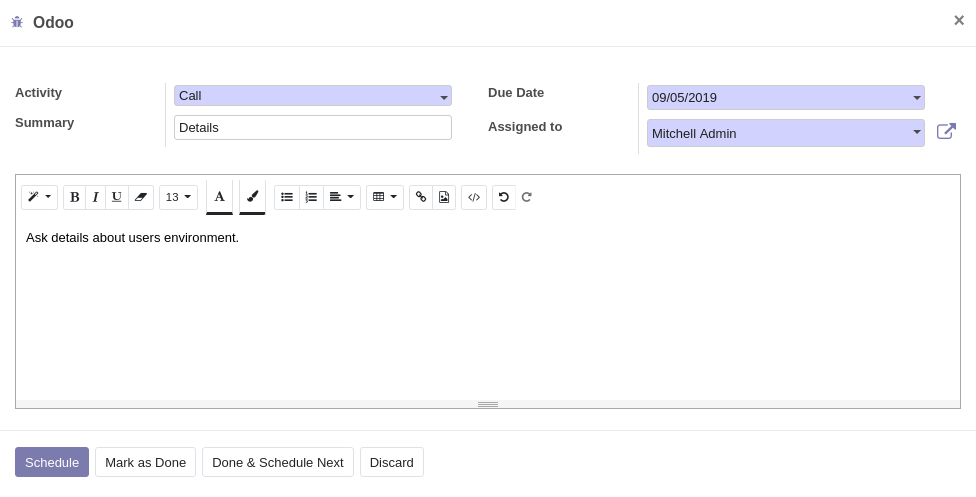 Odoo
×
Activity Call
Summary Details
Due Date 09/05/2019
Assigned to Mitchell Admin
B I U 13 A </>
Ask details about users environment.
Schedule Mark as Done Done & Schedule Next Discard